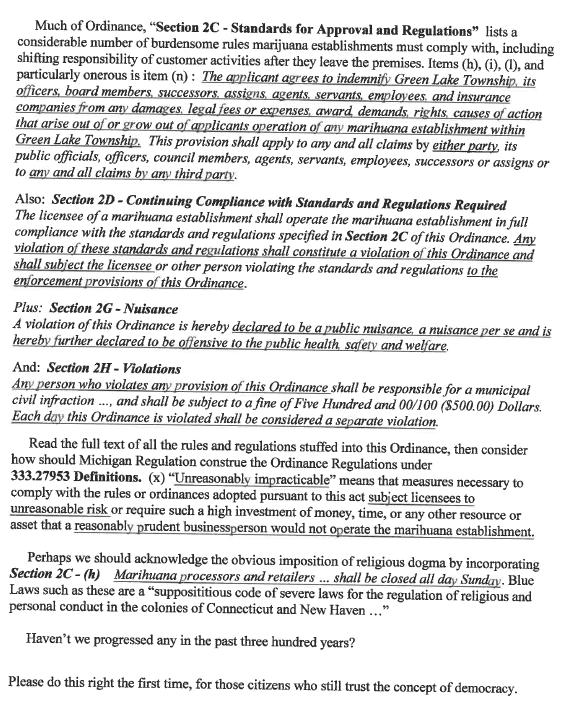 Much of Ordinance, “Section 2C - Standards for Approval and Regulations” lists a
considerable number of burdensome rules marijuana establishments must comply with, including
shifting responsibility of customer activities after they leave the premises. Items (h), (i), (l), and
particularly onerous is item (n) : The applicant agrees to indemnify Green Lake Township, its
officers, board members, successors, assigns, agents, servants, employees, and insurance
companies from any damages, legal fees or expenses, award, demands, rights, causes of action
that arise out of or grow out of applicants operation of any marihuana establishment within
Green Lake Township. This provision shall apply to any and all claims by either party, its
public officials, officers, council members, agents, servants, employees, successors or assigns or
to any and all claims by any third party.
Also: Section 2D - Continuing Compliance with Standards and Regulations Required
The licensee of a marihuana establishment shall operate the marihuana establishment in full
compliance with the standards and regulations specified in Section 2C of this Ordinance. Any
violation of these standards and regulations shall constitute a violation of this Ordinance and
shall subject the licensee or other person violating the standards and regulations to the
enforcement provisions of this Ordinance.
Plus: Section 2G - Nuisance
A violation of this Ordinance is hereby declared to be a public nuisance, a nuisance per se and is
hereby further declared to be offensive to the public health, safety and welfare.
And: Section 2H - Violations
Any person who violates any provision of this Ordinance shall be responsible for a municipal
civil infraction ..., and shall be subject to a fine of Five Hundred and 00/100 ($500.00) Dollars.
Each day this Ordinance is violated shall be considered a separate violation.
Read the full text of all the rules and regulations stuffed into this Ordinance, then consider
how should Michigan Regulation construe the Ordinance Regulations under
333.27953 Definitions. (x) “Unreasonably impracticable” means that measures necessary to
comply with the rules or ordinances adopted pursuant to this act subject licensees to
unreasonable risk or require such a high investment of money, time, or any other resource or
asset that a reasonably prudent businessperson would not operate the marihuana establishment.
Perhaps we should acknowledge the obvious imposition of religious dogma by incorporating
Section 2C - (h) Marihuana processors and retailers ... shall be closed all day Sunday. Blue
Laws such as these are a “supposititious code of severe laws for the regulation of religious and
personal conduct in the colonies of Connecticut and New Haven ...”
Haven’t we progressed any in the past three hundred years?
Please do this right the first time, for those citizens who still trust the concept of democracy.